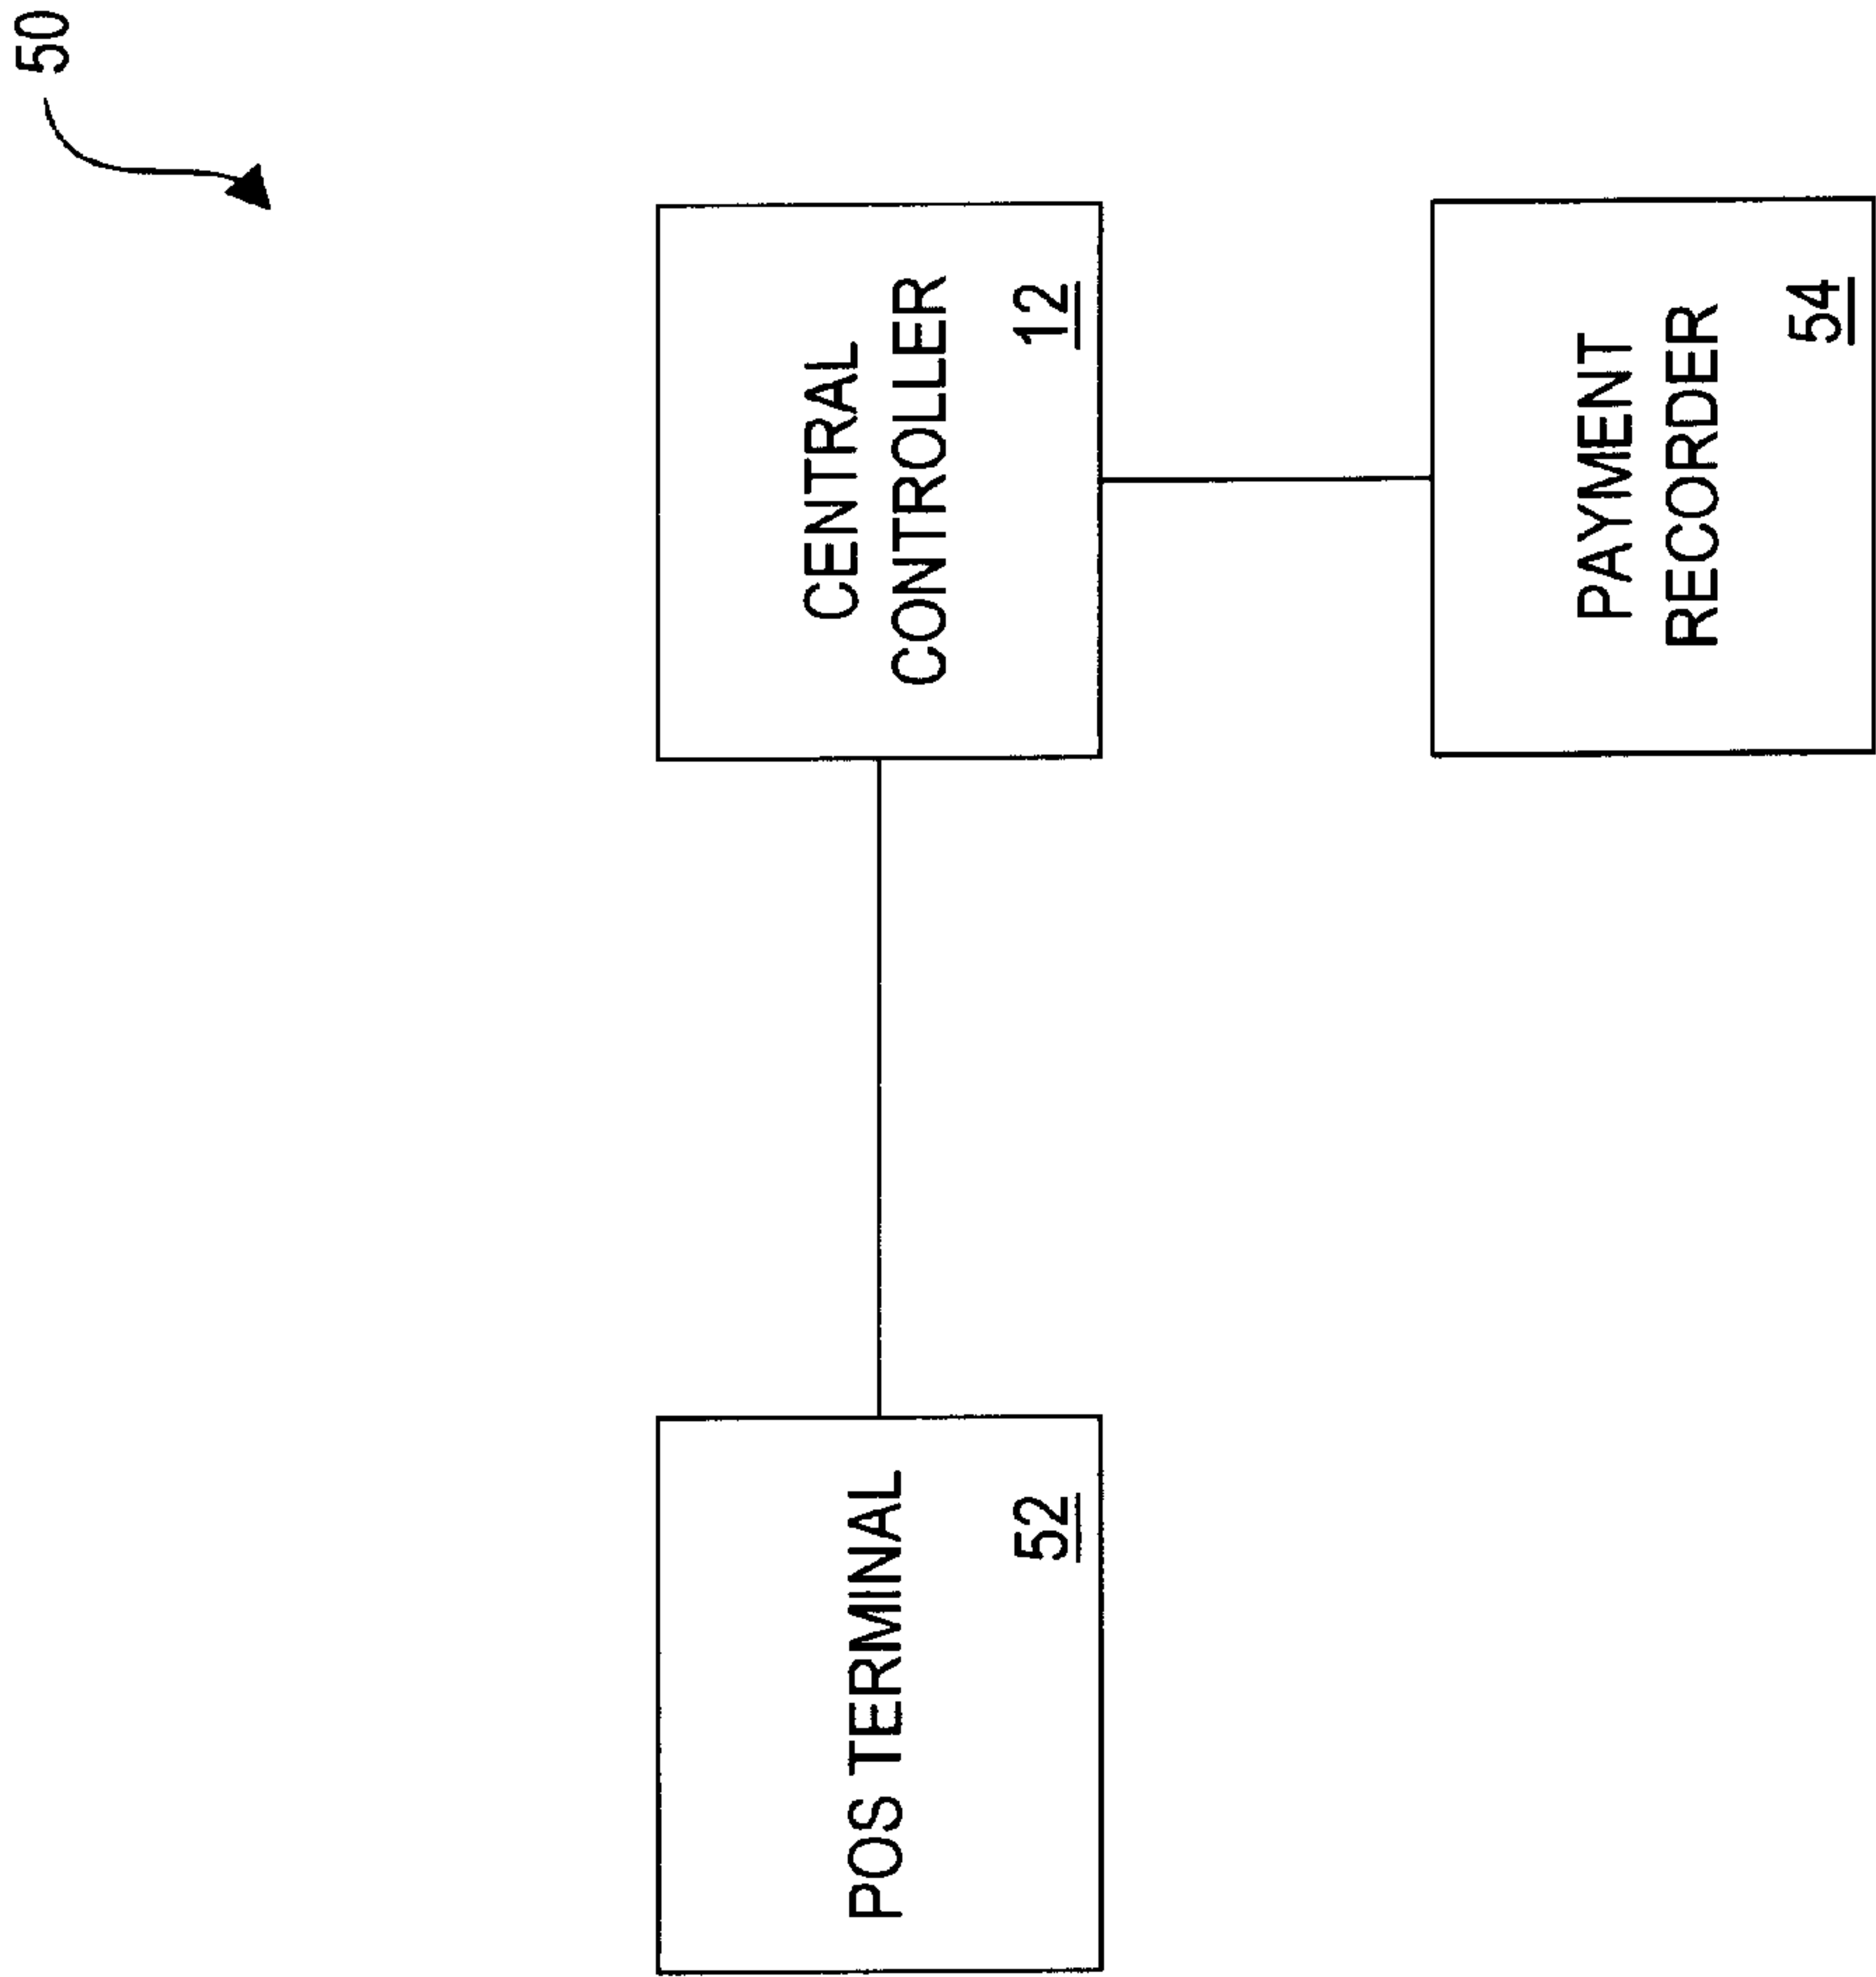 50
POS TERMINAL
52
CENTRAL
CONTROLLER
12
PAYMENT
RECORDER
54